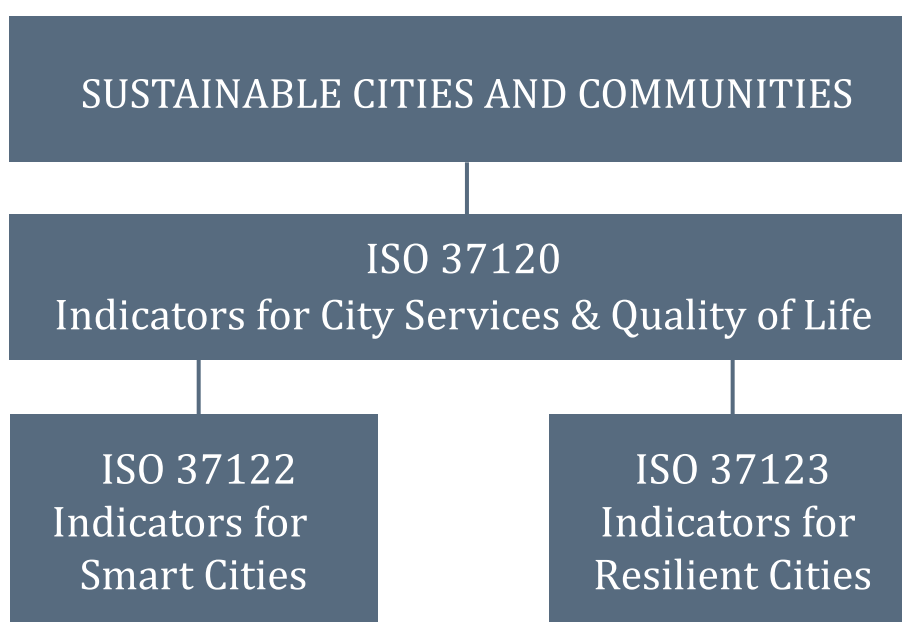 SUSTAINABLE CITIES AND COMMUNITIES
ISO 37120
Indicators for City Services & Quality of Life
ISO 37122
Indicators for
Smart Cities
ISO 37123
Indicators for
Resilient Cities